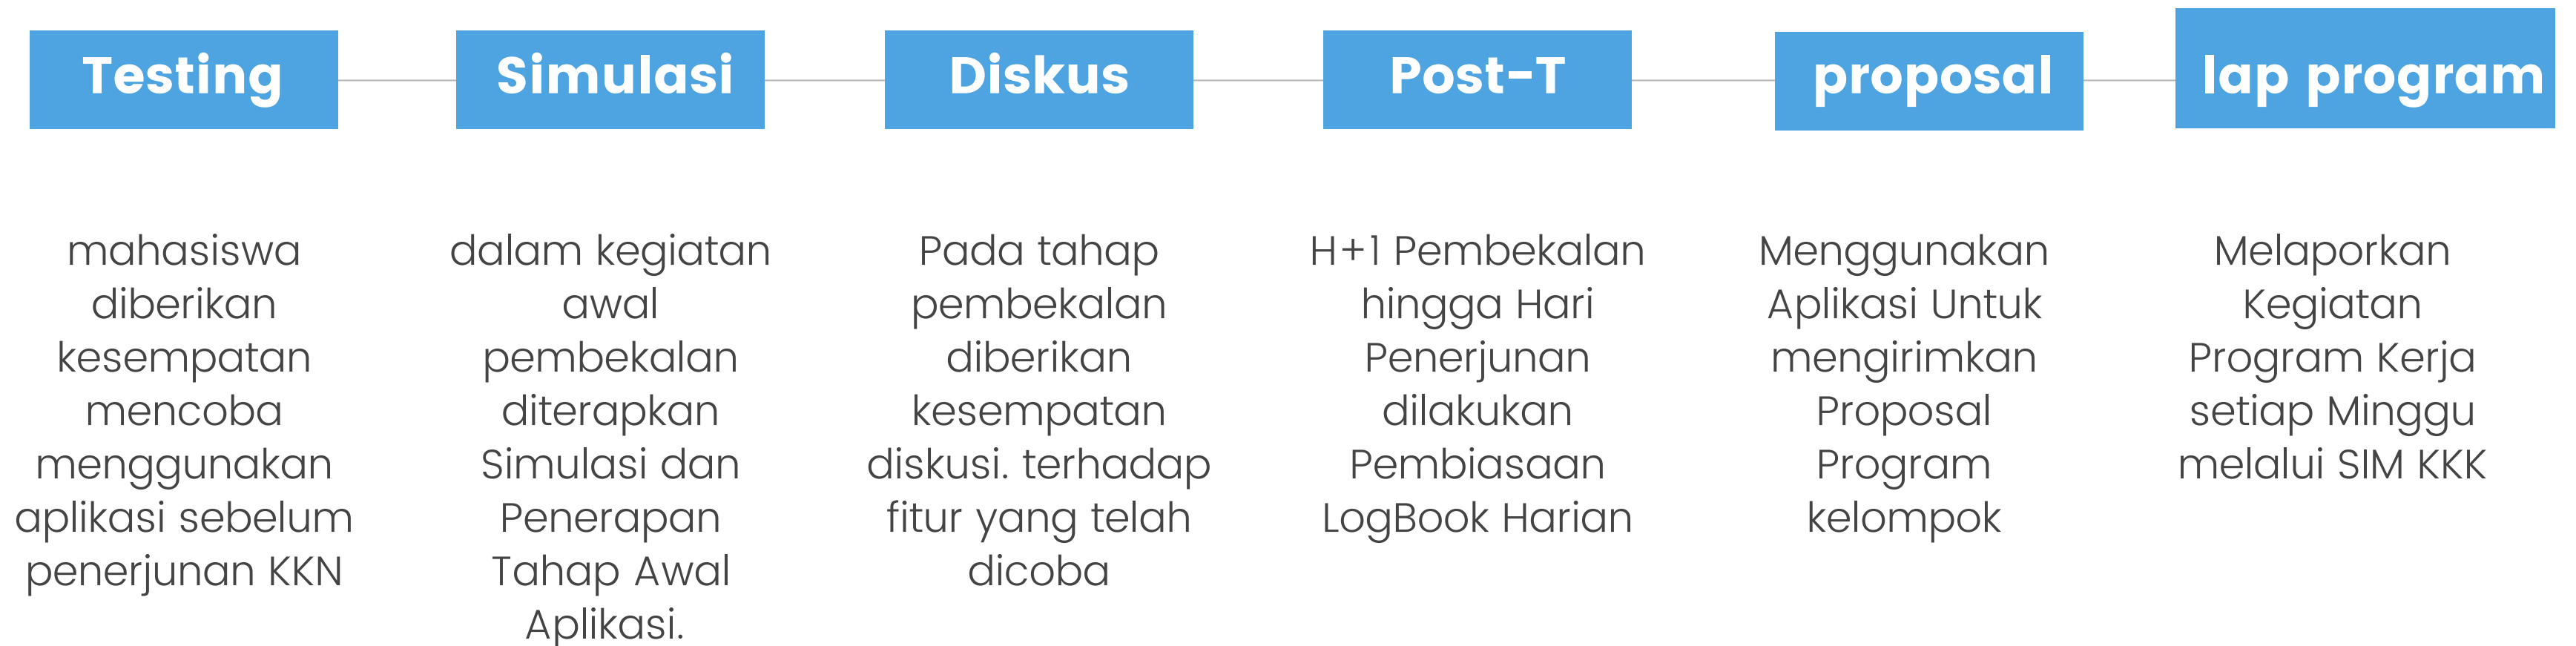 Testing
Simulasi
Diskus
Post-T
proposal
lap program
mahasiswa
diberikan
kesempatan
mencoba
menggunakan
aplikasi sebelum
penerjunan KKN
dalam kegiatan
awal
pembekalan
diterapkan
Simulasi dan
Penerapan
Tahap Awal
Aplikasi.
Pada tahap
pembekalan
diberikan
kesempatan
diskusi. terhadap
fitur yang telah
dicoba
H+1 Pembekalan
hingga Hari
Penerjunan
dilakukan
Pembiasaan
LogBook Harian
Menggunakan
Aplikasi Untuk
mengirimkan
Proposal
Program
kelompok
Melaporkan
Kegiatan
Program Kerja
setiap Minggu
melalui SIM KKK